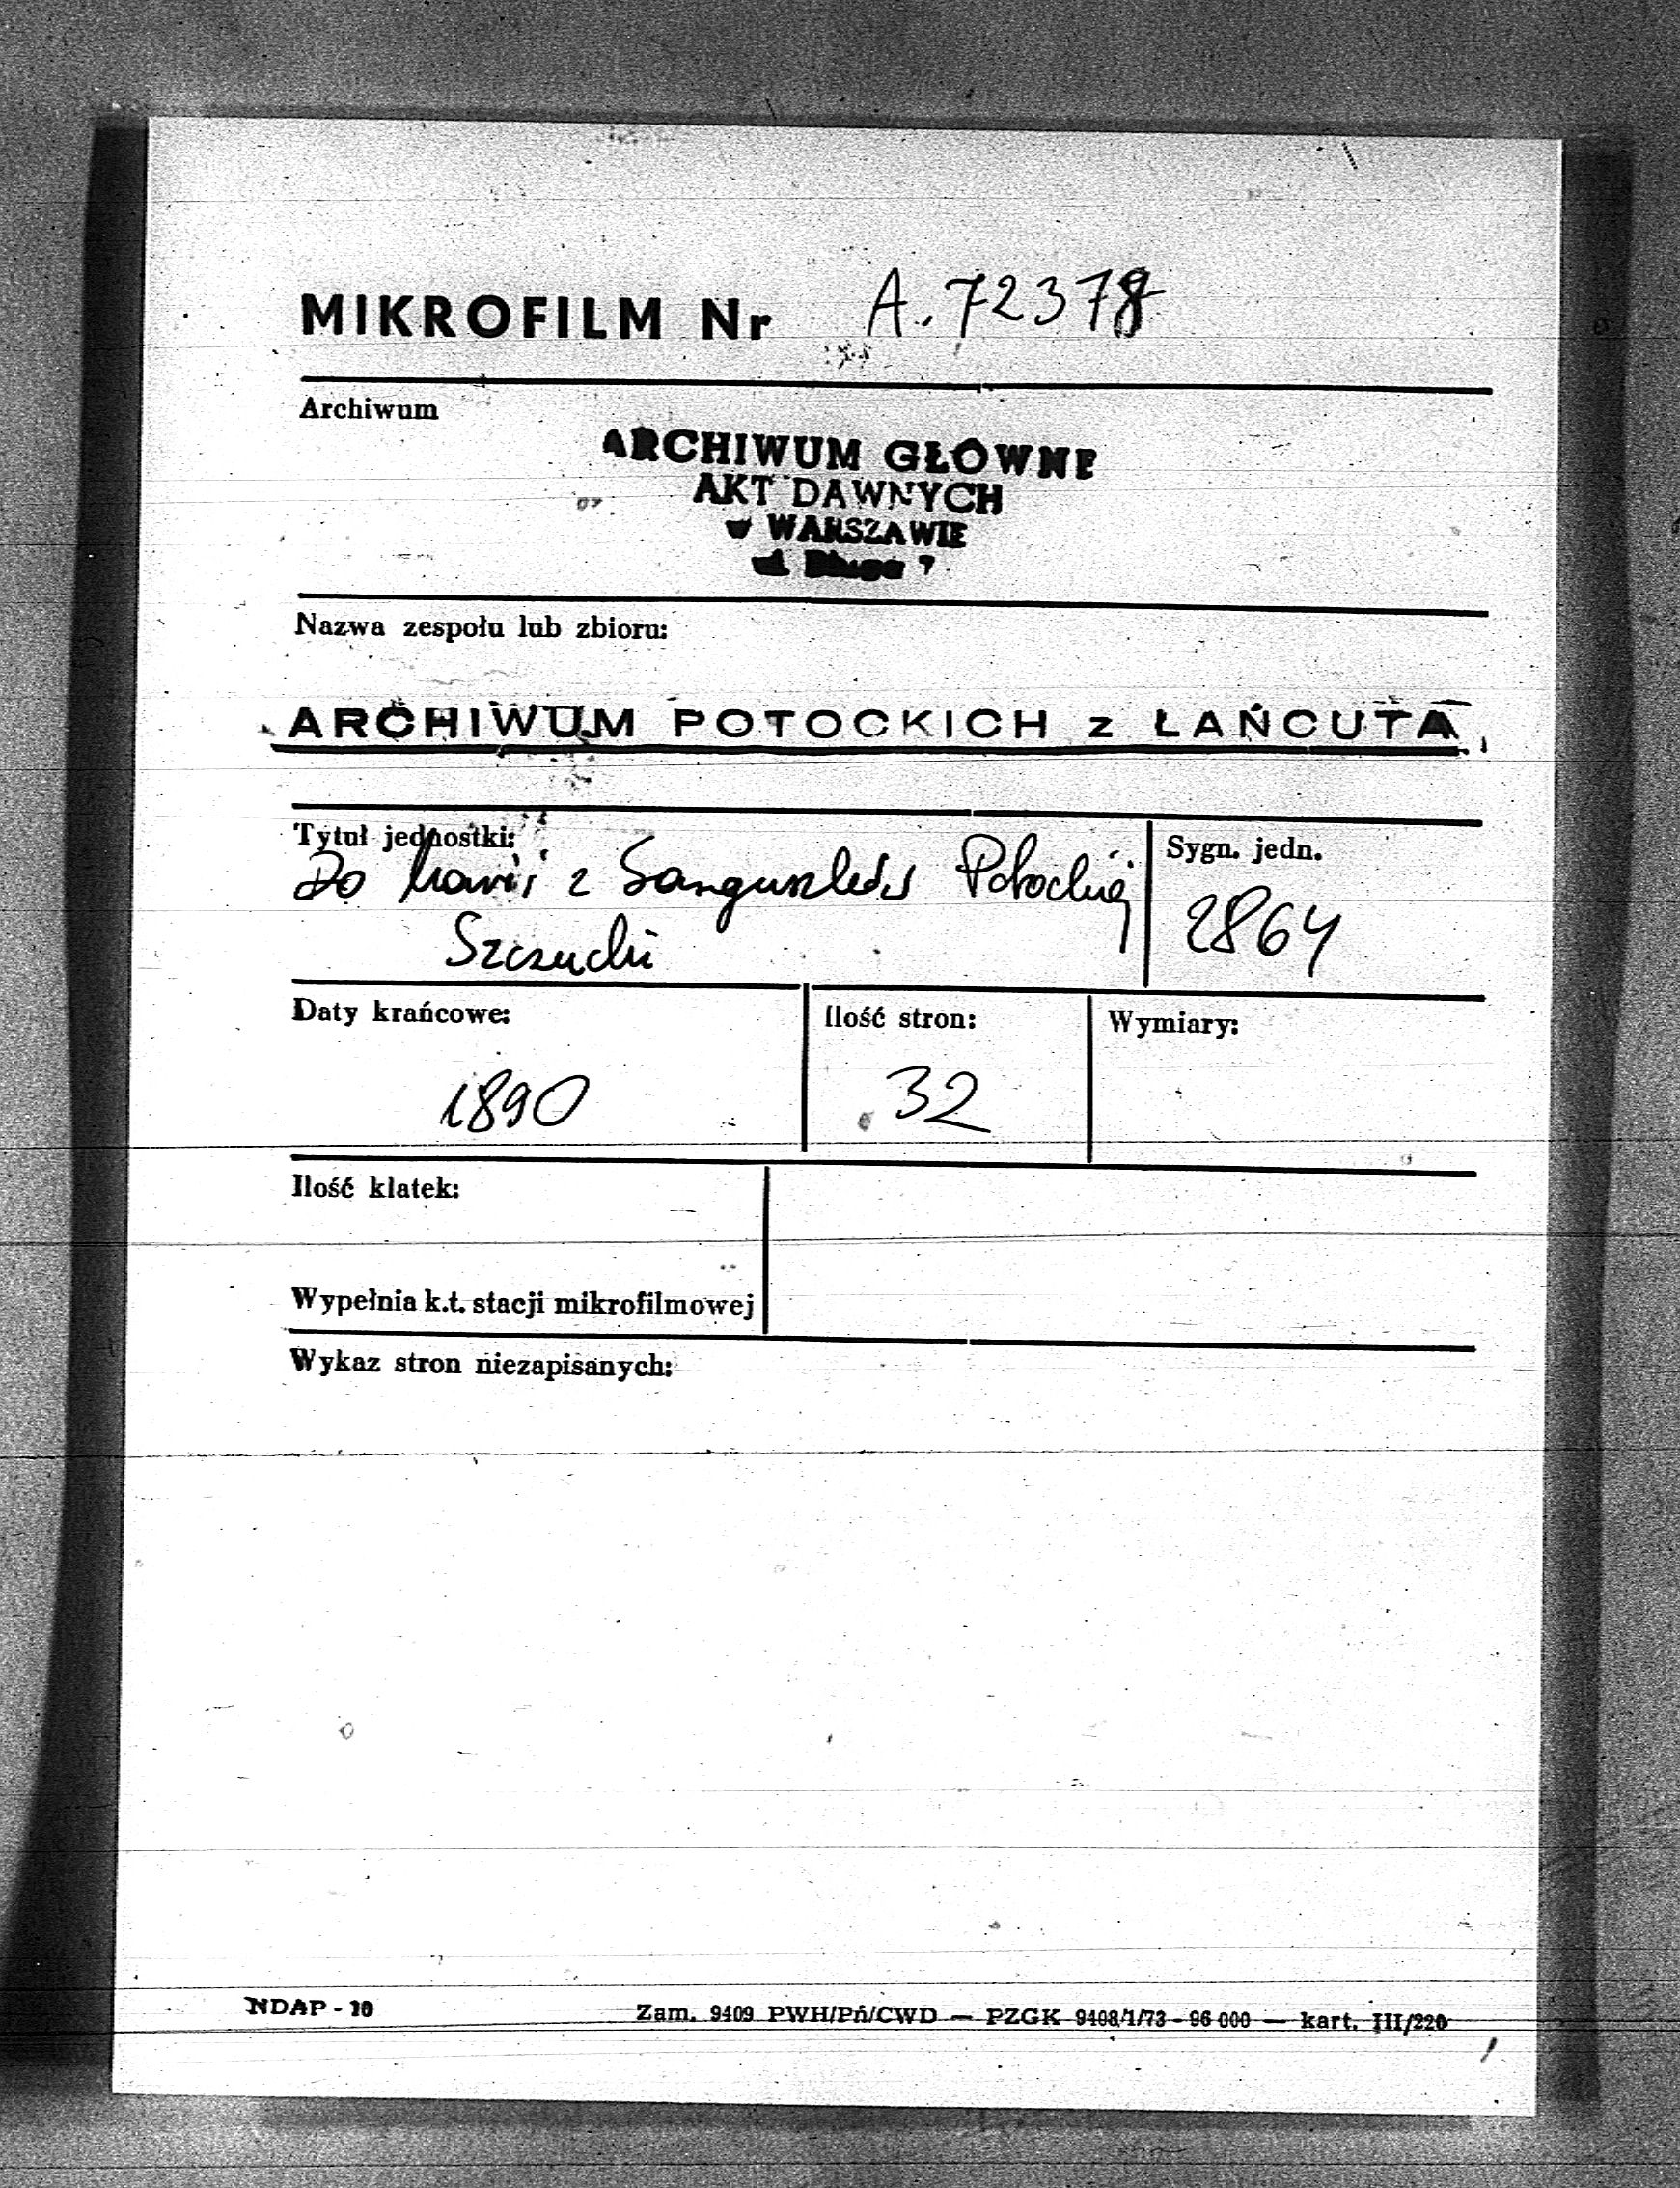 MIKROFILM Nr A. 72378
Archiwum
ARCHIWUM GŁÓWNE
AKT DAWNYCH
w WARSZAWIE
ul. Długa 7
Nazwa zespołu lub zbioru:
ARCHIWUM POTOCKICH z ŁAŃCUTA
Tytuł jednostki:
Sygn. jedn.
Do Marii z Sanguszków Potockiej
2864
Szczucki
Daty krańcowe:
Ilość stron:
Wymiary:
1890
32
Ilość klatek:
Wypełnia k.t. stacji mikrofilmowej
Wykaz stron niezapisanych:
NDAP - 10
Zam. 9409 PWH/Pń/CWD — PZGK 9408/1/73 - 96 000 — kart. III/220